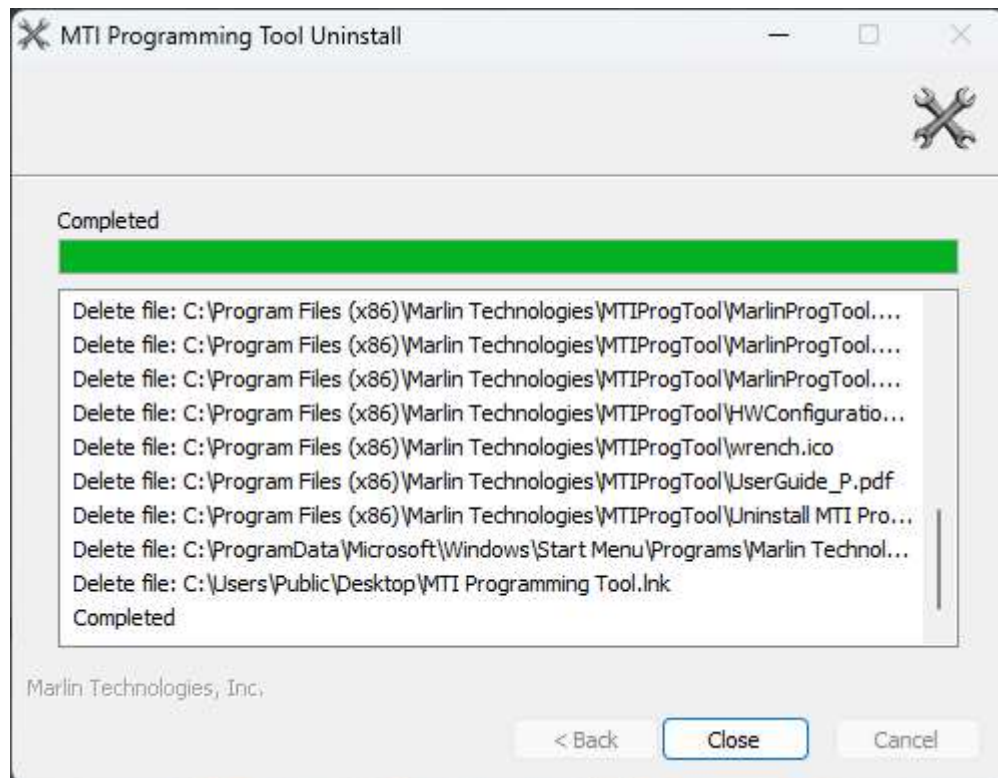 MTI Programming Tool Uninstall
Completed
Delete file: C:\Program Files (x86)\Marlin Technologies\MTIProgTool\MarlinProgTool....
Delete file: C:\Program Files (x86)\Marlin Technologies\MTIProgTool\MarlinProgTool....
Delete file: C:\Program Files (x86)\Marlin Technologies\MTIProgTool\MarlinProgTool....
Delete file: C:\Program Files (x86)\Marlin Technologies\MTIProgTool\HWConfiguratio...
Delete file: C:\Program Files (x86)\Marlin Technologies\MTIProgTool\wrench.ico
Delete file: C:\Program Files (x86)\Marlin Technologies\MTIProgTool\UserGuide_P.pdf
Delete file: C:\Program Files (x86)\Marlin Technologies\MTIProgTool\Uninstall MTI Pro...
Delete file: C:\ProgramData\Microsoft\Windows\Start Menu\Programs\Marlin Technol...
Delete file: C:\Users\Public\Desktop\MTI Programming Tool.lnk
Completed
Marlin Technologies, Inc.
< Back Close Cancel